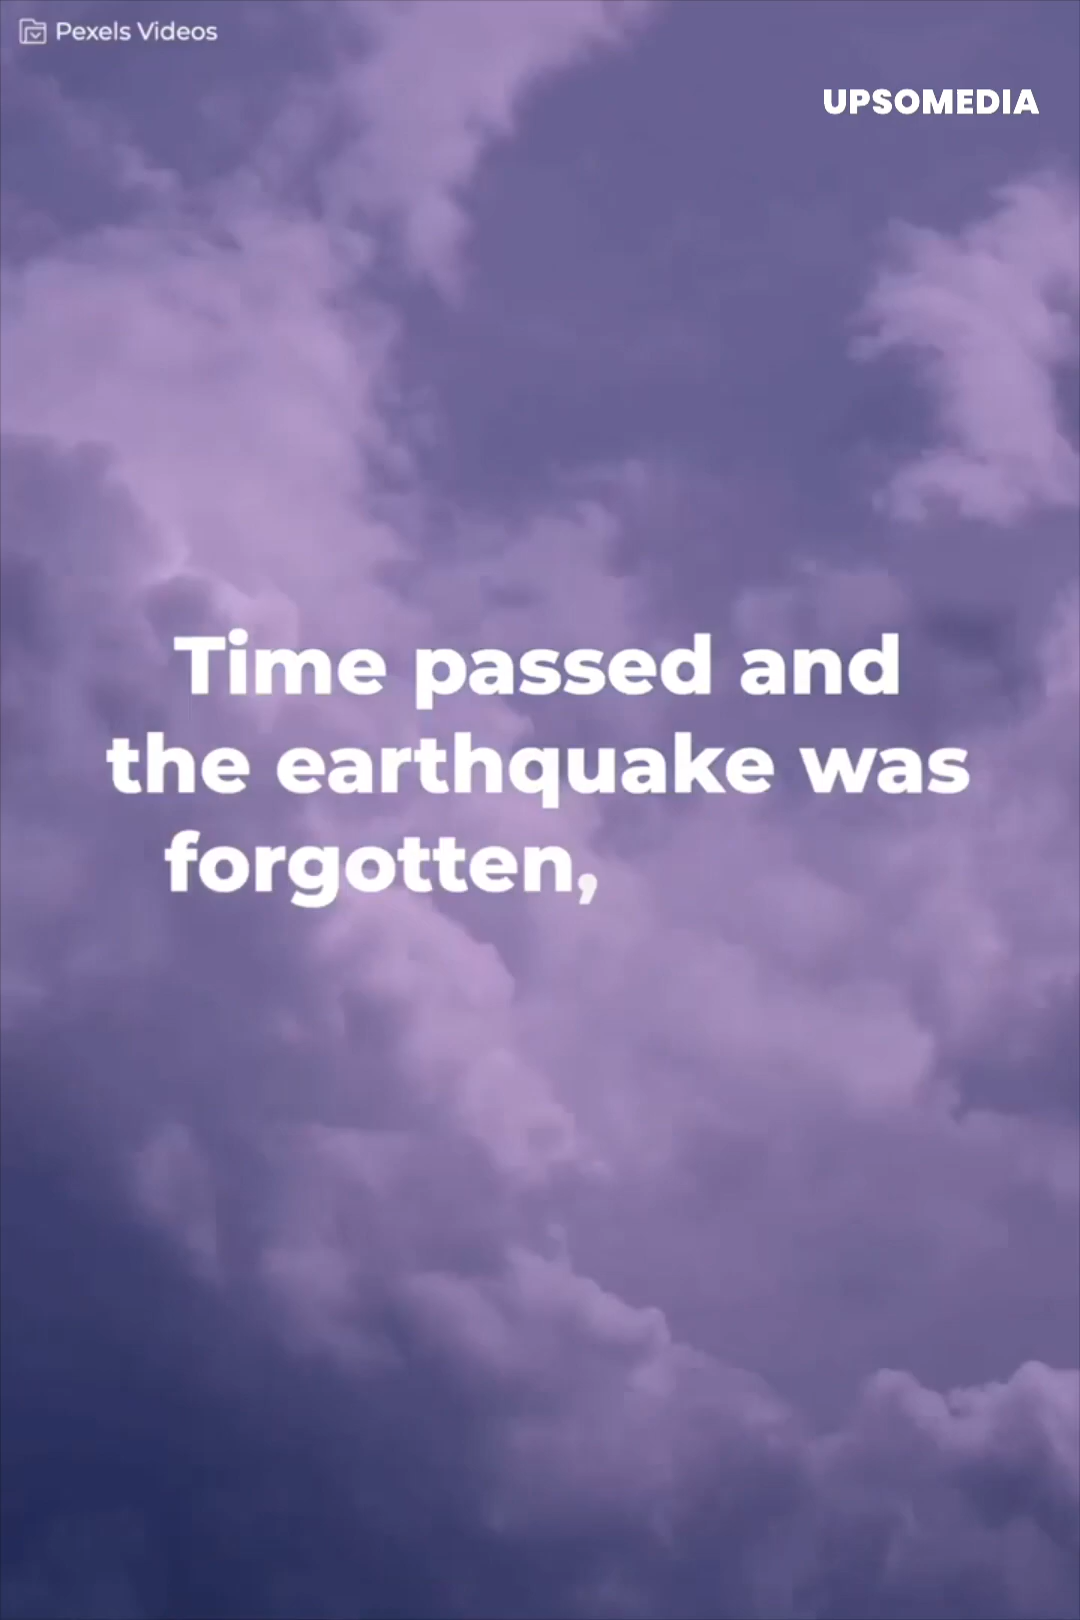 Pexels Videos
UPSOMEDIA
Time passed and
the earthquake was
forgotten,